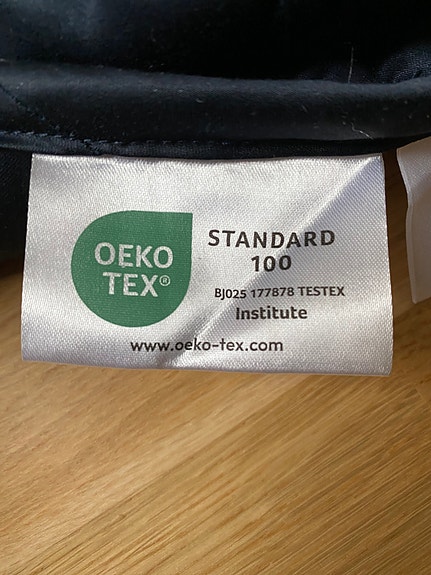 OEKO
TEX®
STANDARD
100
BJ025 177878 TESTEX
Institute
www.oeko-tex.com